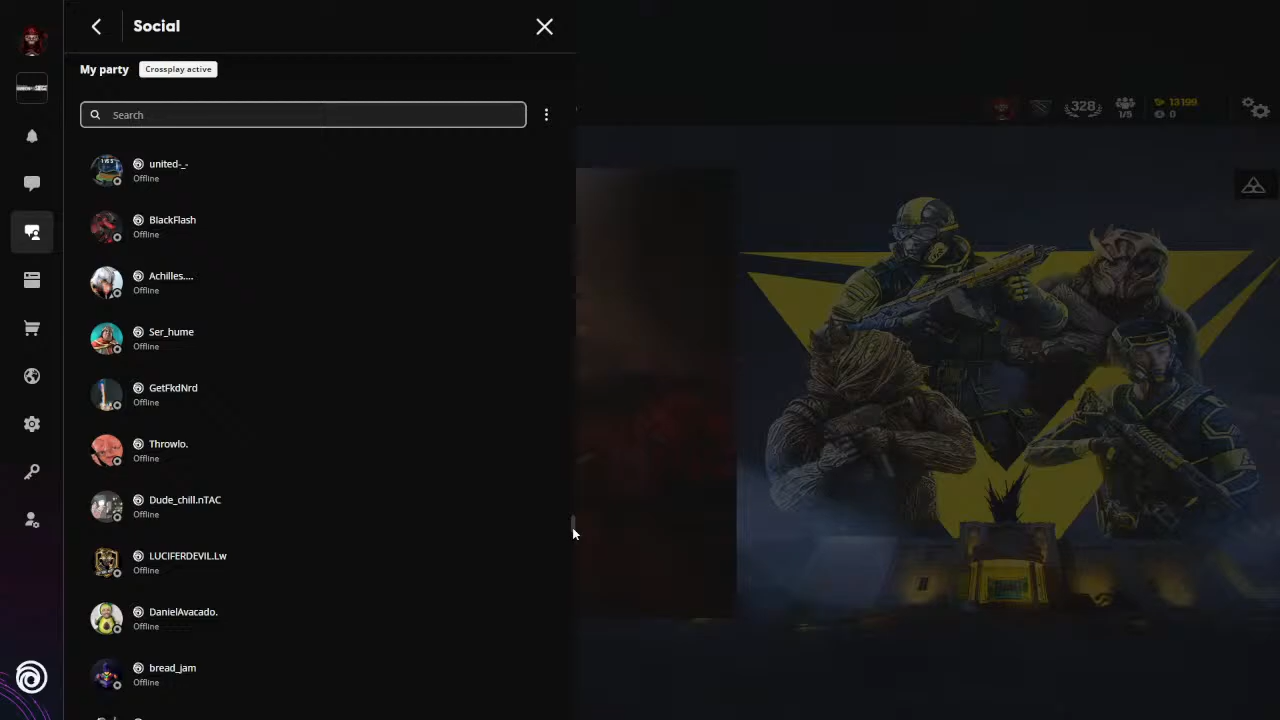 Social
My party
Crossplay active
Search
united-_-
Offline
BlackFlash
Offline
Achilles....
Offline
Ser_hume
Offline
GetFkdNrd
Offline
Throwlo.
Offline
Dude_chill.nTAC
Offline
LUCIFERDEVIL.Lw
Offline
DanielAvacado.
Offline
bread_jam
Offline
328
1/5
13199
0